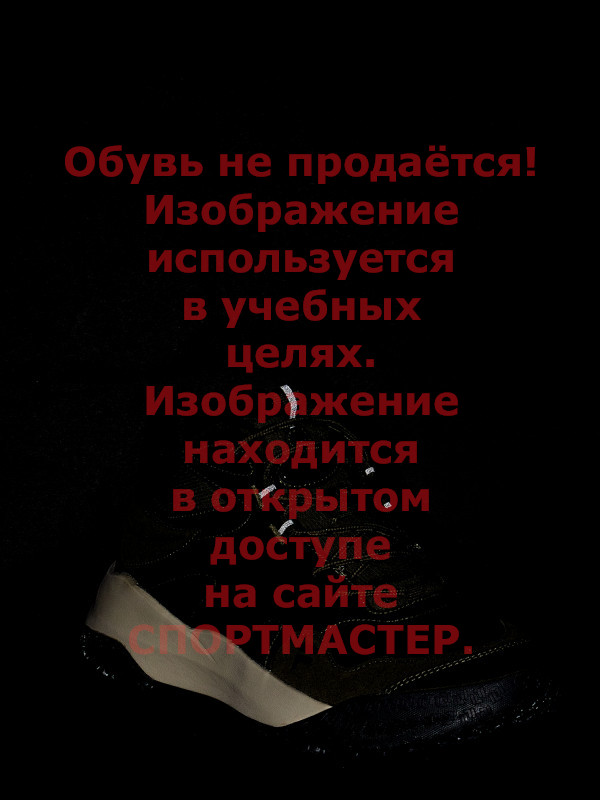 Обувь не продаётся!
Изображение
используется
в учебных
целях.
Изображение
находится
в открытом
доступе
на сайте
СПОРТМАСТЕР.